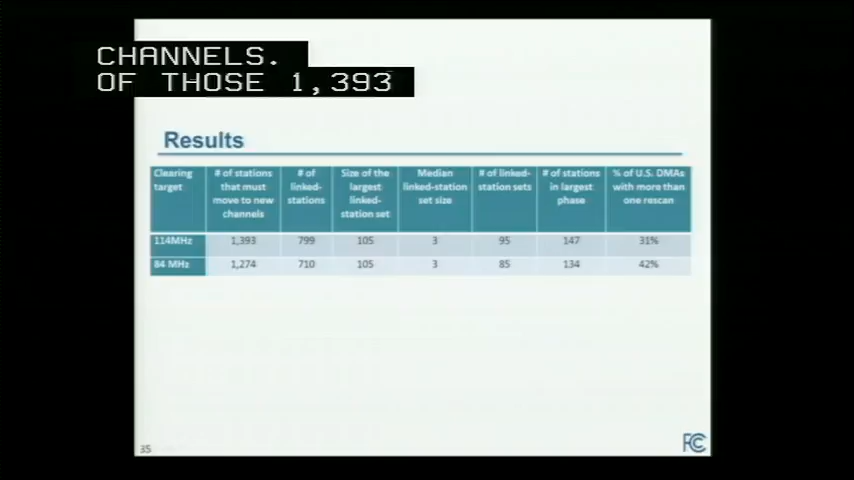 CHANNELS.
OF THOSE 1,393
Results
Clearing target
# of stations that must move to new channels
# of linked-stations
Size of the largest linked-station set
Median linked-station set size
# of linked-station sets
# of stations in largest phase
% of U.S. DMAs with more than one rescan
114MHz 1,393 799 105 3 95 147 31%
84 MHz 1,274 710 105 3 85 134 42%
35
FCC